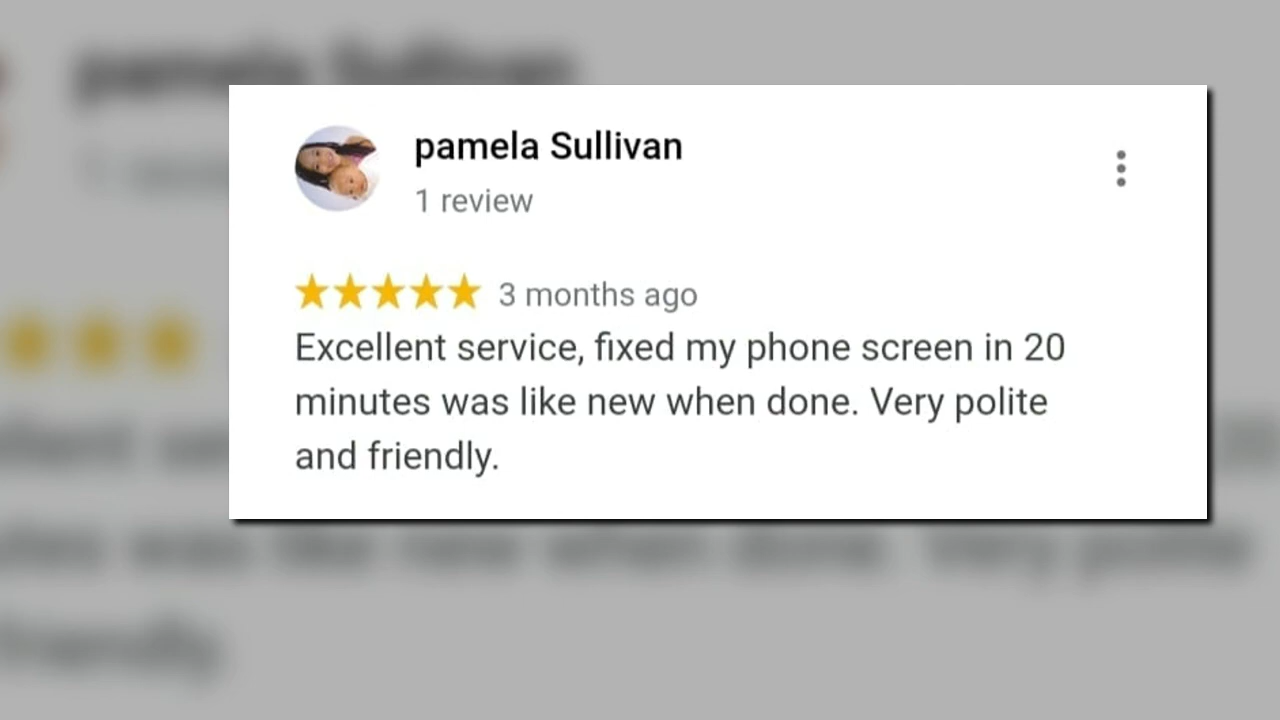 pamela Sullivan
1 review
3 months ago
Excellent service, fixed my phone screen in 20
minutes was like new when done. Very polite
and friendly.